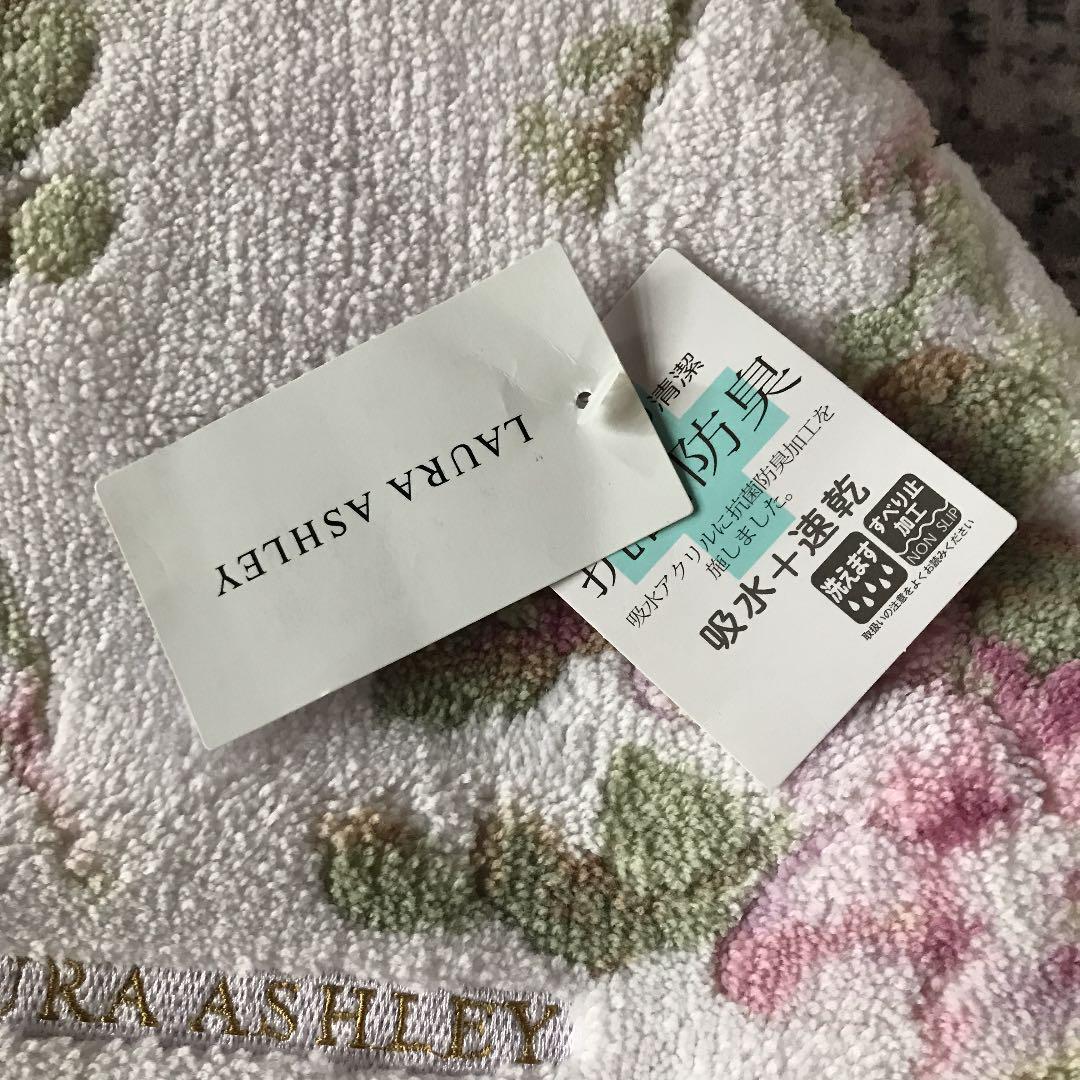 LAURA ASHLEY
清潔
防臭
吸水アクリルに抗菌防臭加工を
施しました。
吸水＋速乾
洗えます
すべり止
加工
NON SLIP
取扱いの注意をよくお読みください
URA ASHLEY